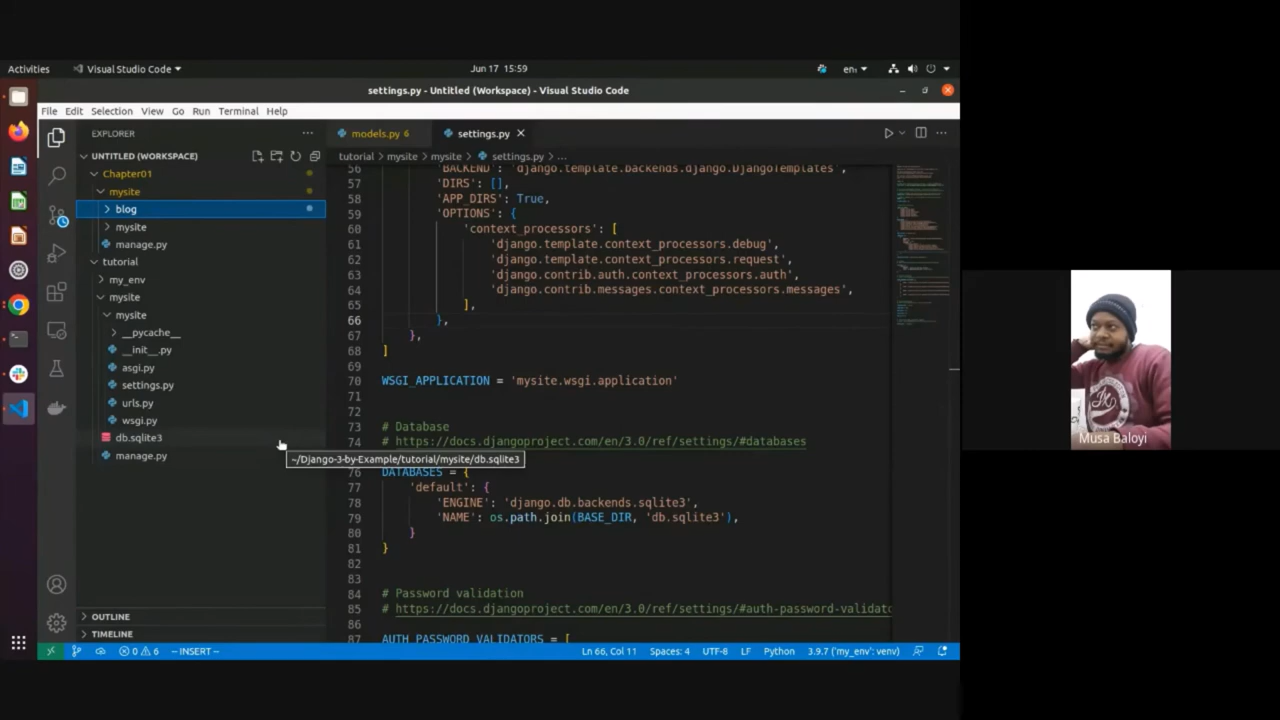 Activities
Visual Studio Code
Jun 17 15:59
en₁
settings.py - Untitled (Workspace) - Visual Studio Code
File Edit Selection View Go Run Terminal Help
EXPLORER
models.py 6
settings.py
UNTITLED (WORKSPACE)
tutorial > mysite > mysite > settings.py > ...
Chapter01
mysite
blog
mysite
manage.py
tutorial
my_env
mysite
mysite
__pycache__
__init__.py
asgi.py
settings.py
urls.py
wsgi.py
db.sqlite3
manage.py
~/Django-3-by-Example/tutorial/mysite/db.sqlite3
OUTLINE
TIMELINE
56 'BACKEND': 'django.template.backends.django.DjangoTemplates',
57 'DIRS': [],
58 'APP_DIRS': True,
59 'OPTIONS': {
60 'context_processors': [
61 'django.template.context_processors.debug',
62 'django.template.context_processors.request',
63 'django.contrib.auth.context_processors.auth',
64 'django.contrib.messages.context_processors.messages',
65 ],
66 },
67 },
68 ]
69
70 WSGI_APPLICATION = 'mysite.wsgi.application'
71
72
73 # Database
74 # https://docs.djangoproject.com/en/3.0/ref/settings/#databases
76 DATABASES = {
77 'default': {
78 'ENGINE': 'django.db.backends.sqlite3',
79 'NAME': os.path.join(BASE_DIR, 'db.sqlite3'),
80 }
81 }
82
83
84 # Password validation
85 # https://docs.djangoproject.com/en/3.0/ref/settings/#auth-password-validato
86
87 AUTH_PASSWORD_VALIDATORS = [
0 6 -- INSERT --
Ln 66, Col 11 Spaces: 4 UTF-8 LF Python 3.9.7 ('my_env': venv)
Musa Baloyi